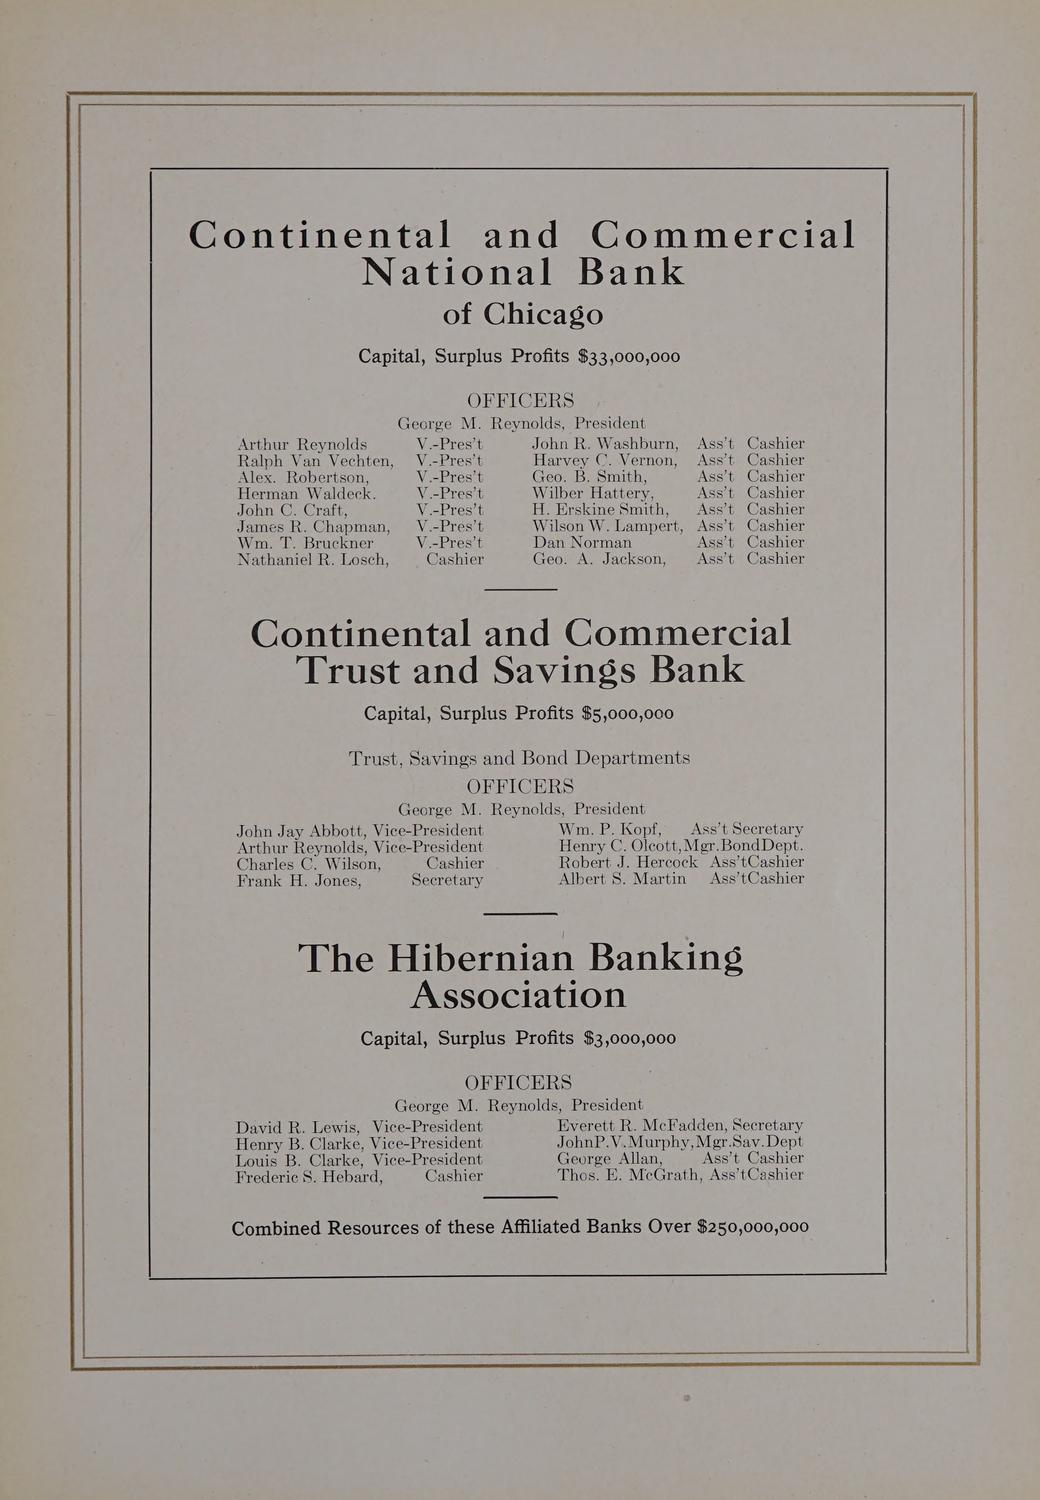 Continental and Commercial
National Bank
of Chicago
Capital, Surplus Profits $33,000,000
OFFICERS
George M. Reynolds, President
Arthur Reynolds V.-Pres't John R. Washburn, Ass't Cashier
Ralph Van Vechten, V.-Pres't Harvey C. Vernon, Ass't Cashier
Alex. Robertson, V.-Pres't Geo. B. Smith, Ass't Cashier
Herman Waldeck. V.-Pres't Wilber Hattery, Ass't Cashier
John C. Craft, V.-Pres't H. Erskine Smith, Ass't Cashier
James R. Chapman, V.-Pres't Wilson W. Lampert, Ass't Cashier
Wm. T. Bruckner V.-Pres't Dan Norman Ass't Cashier
Nathaniel R. Losch, Cashier Geo. A. Jackson, Ass't Cashier
Continental and Commercial
Trust and Savings Bank
Capital, Surplus Profits $5,000,000
Trust, Savings and Bond Departments
OFFICERS
George M. Reynolds, President
John Jay Abbott, Vice-President Wm. P. Kopf, Ass't Secretary
Arthur Reynolds, Vice-President Henry C. Olcott, Mgr. Bond Dept.
Charles C. Wilson, Cashier Robert J. Hercock Ass't Cashier
Frank H. Jones, Secretary Albert S. Martin Ass't Cashier
The Hibernian Banking
Association
Capital, Surplus Profits $3,000,000
OFFICERS
George M. Reynolds, President
David R. Lewis, Vice-President Everett R. McFadden, Secretary
Henry B. Clarke, Vice-President John P. V. Murphy, Mgr. Sav. Dept
Louis B. Clarke, Vice-President George Allan, Ass't Cashier
Frederic S. Hebard, Cashier Thos. E. McGrath, Ass't Cashier
Combined Resources of these Affiliated Banks Over $250,000,000